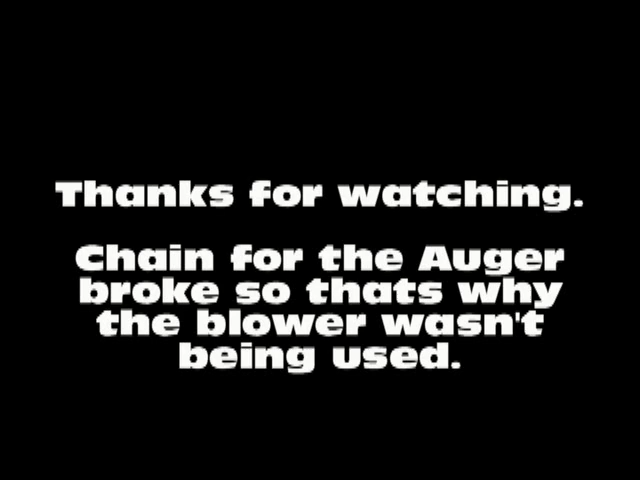 Thanks for watching.
Chain for the Auger
broke so thats why
the blower wasn't
being used.